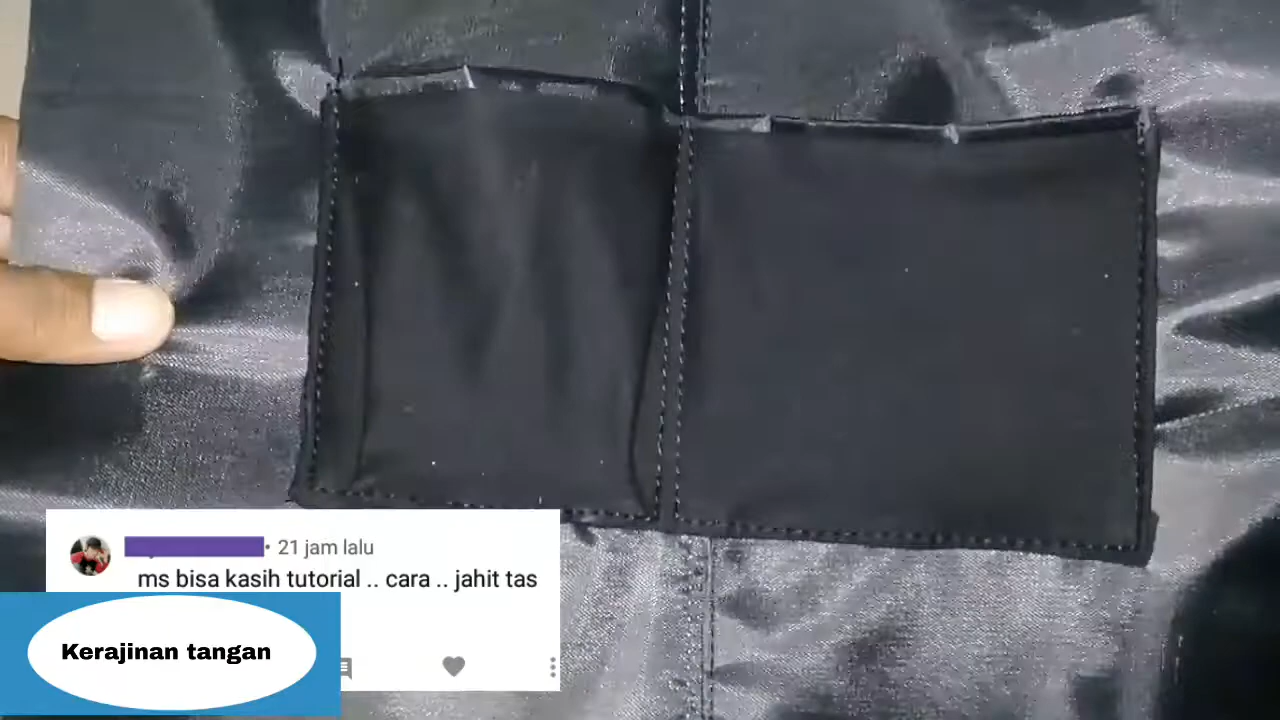 • 21 jam lalu
ms bisa kasih tutorial .. cara .. jahit tas
Kerajinan tangan